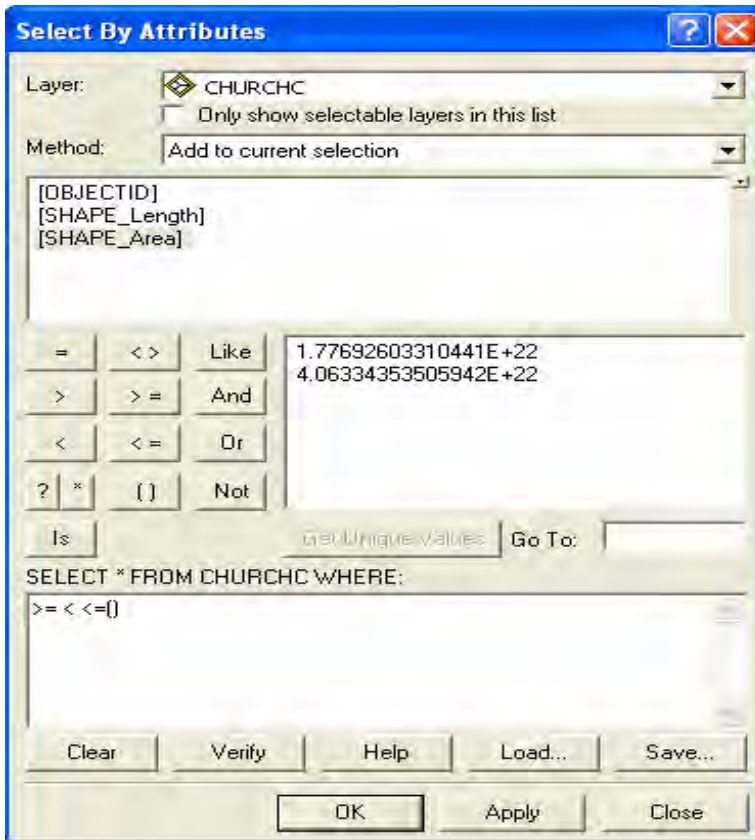 Select By Attributes
Layer: CHURCHC
Only show selectable layers in this list
Method: Add to current selection
[OBJECTID]
[SHAPE_Length]
[SHAPE_Area]
= < > Like
> > = And
< < = Or
? * ( ) Not
Is
1.77692603310441E+22
4.06334353505942E+22
Get Unique Values Go To:
SELECT * FROM CHURCHC WHERE:
>= < <=()
Clear Verify Help Load... Save...
OK Apply Close